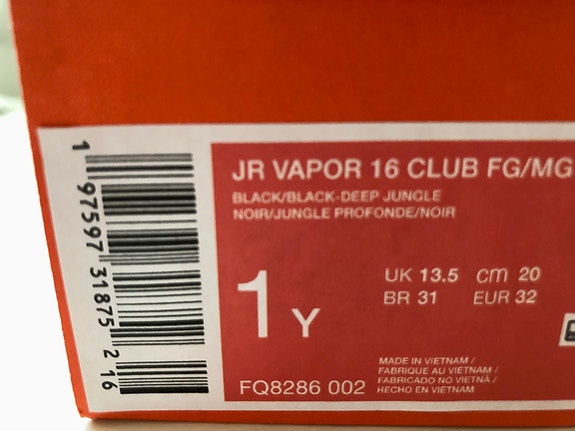 JR VAPOR 16 CLUB FG/MG
BLACK/BLACK-DEEP JUNGLE
NOIR/JUNGLE PROFONDE/NOIR
1 Y
UK 13.5 cm 20
BR 31 EUR 32
MADE IN VIETNAM /
FABRIQUE AU VIETNAM /
FABRICADO NO VIETNÃ /
HECHO EN VIETNAM
FQ8286 002
1 97597 31875 2 16